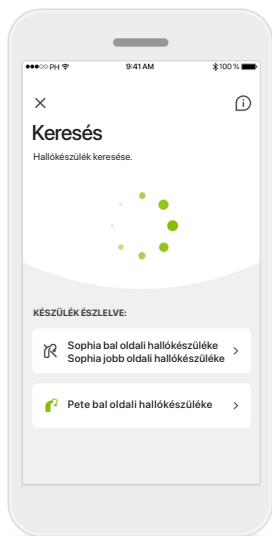 PH
9:41 AM
100 %
Keresés
Hallókészülék keresése.
KÉSZÜLÉK ÉSZLELVE:
Sophia bal oldali hallókészüléke
Sophia jobb oldali hallókészüléke
Pete bal oldali hallókészüléke